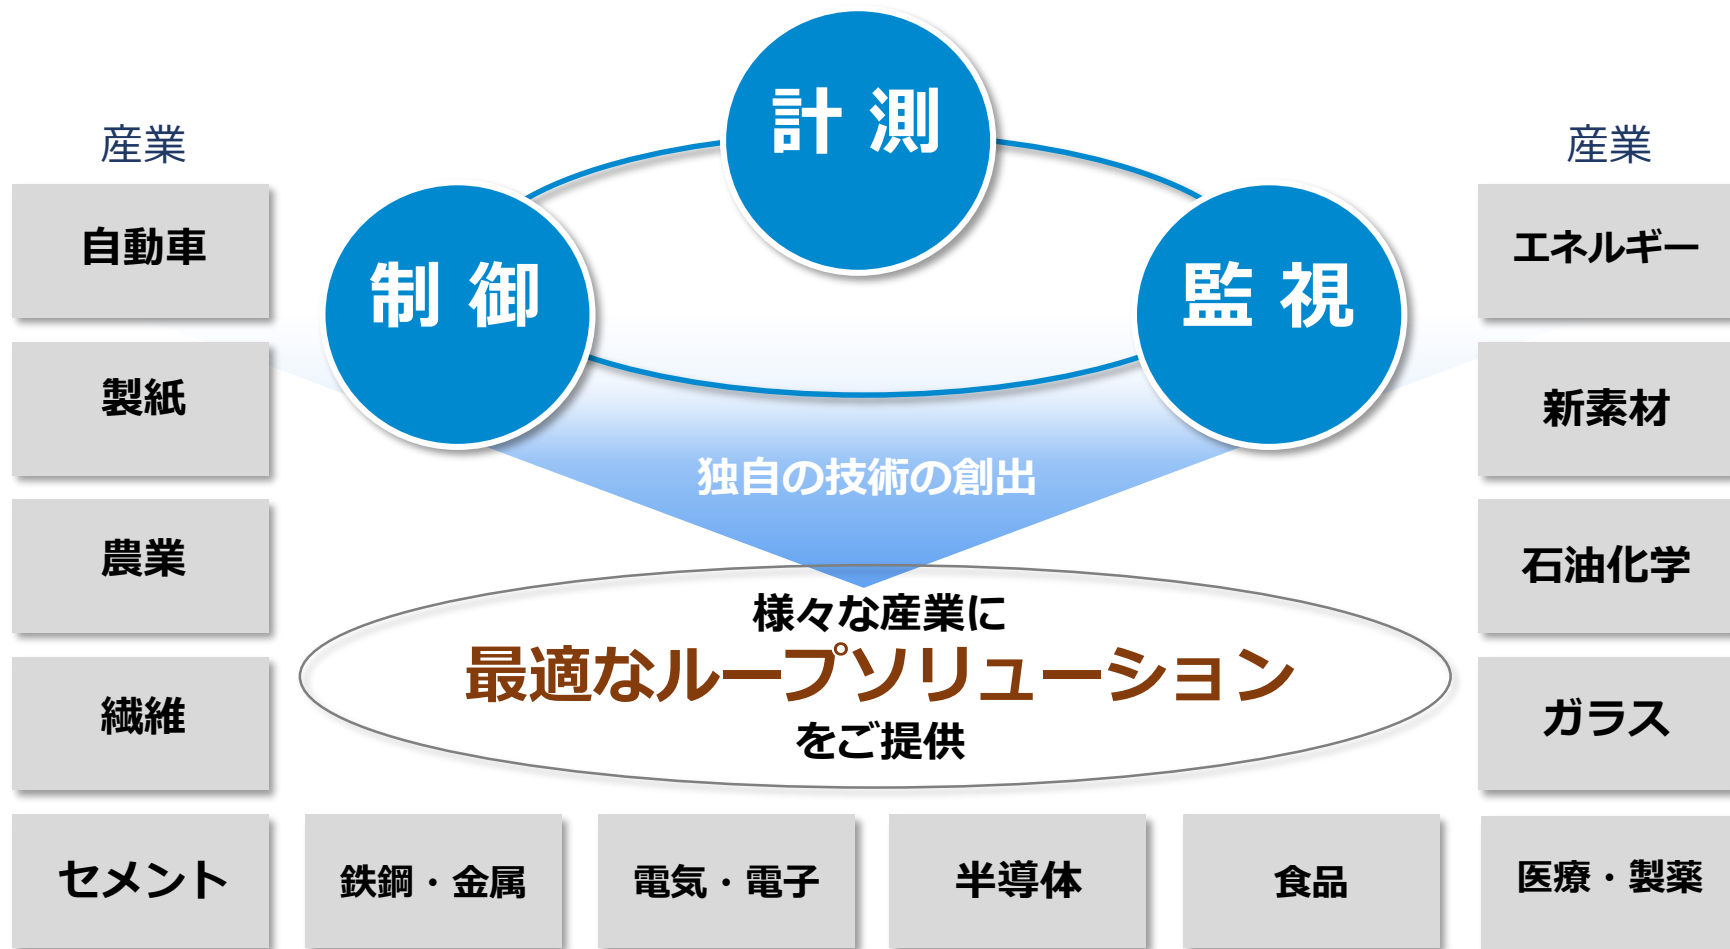 計 測
産業
産業
制 御
監 視
自動車
エネルギー
製紙
新素材
独自の技術の創出
農業
石油化学
様々な産業に
最適なループソリューション
をご提供
繊維
ガラス
セメント
鉄鋼・金属
電気・電子
半導体
食品
医療・製薬